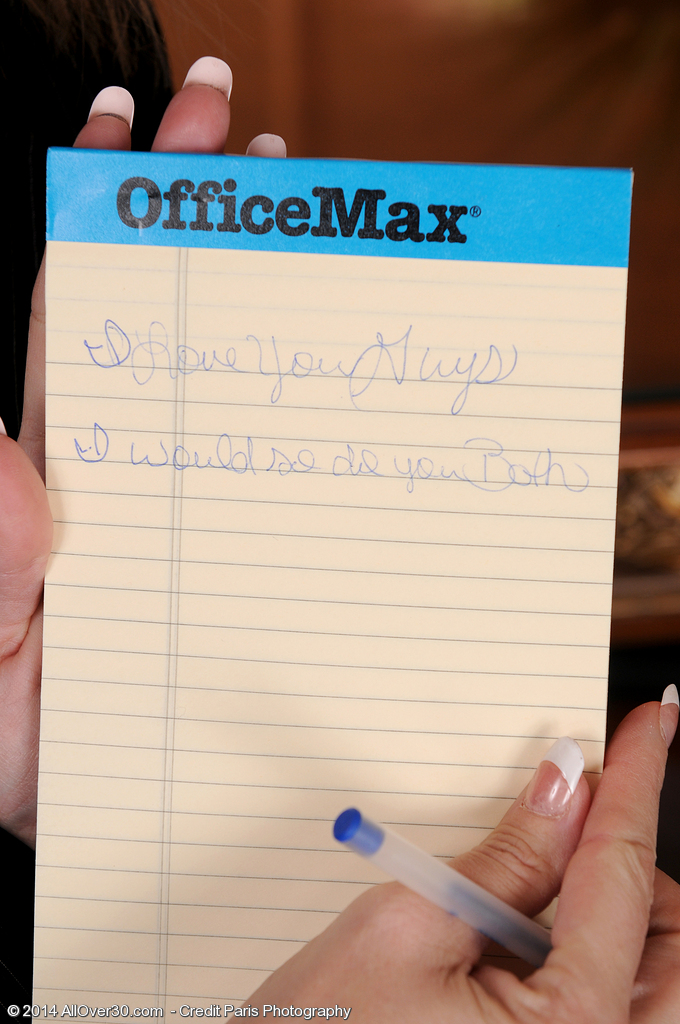 OfficeMax®
I Love You Guys
I would so do you Both
© 2014 AllOver30.com - Credit Paris Photography